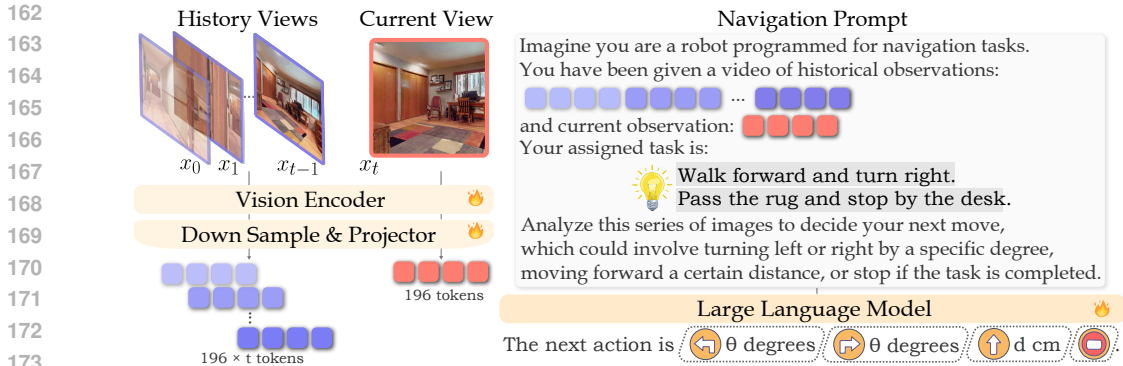 162
163
164
165
166
167
168
169
170
171
172
173
History Views
Current View
x0 x1 ... xt−1
xt
Vision Encoder
Down Sample & Projector
196 tokens
196 × t tokens
Navigation Prompt
Imagine you are a robot programmed for navigation tasks.
You have been given a video of historical observations:
...
and current observation:
Your assigned task is:
Walk forward and turn right.
Pass the rug and stop by the desk.
Analyze this series of images to decide your next move,
which could involve turning left or right by a specific degree,
moving forward a certain distance, or stop if the task is completed.
Large Language Model
The next action is θ degrees / θ degrees / d cm / .